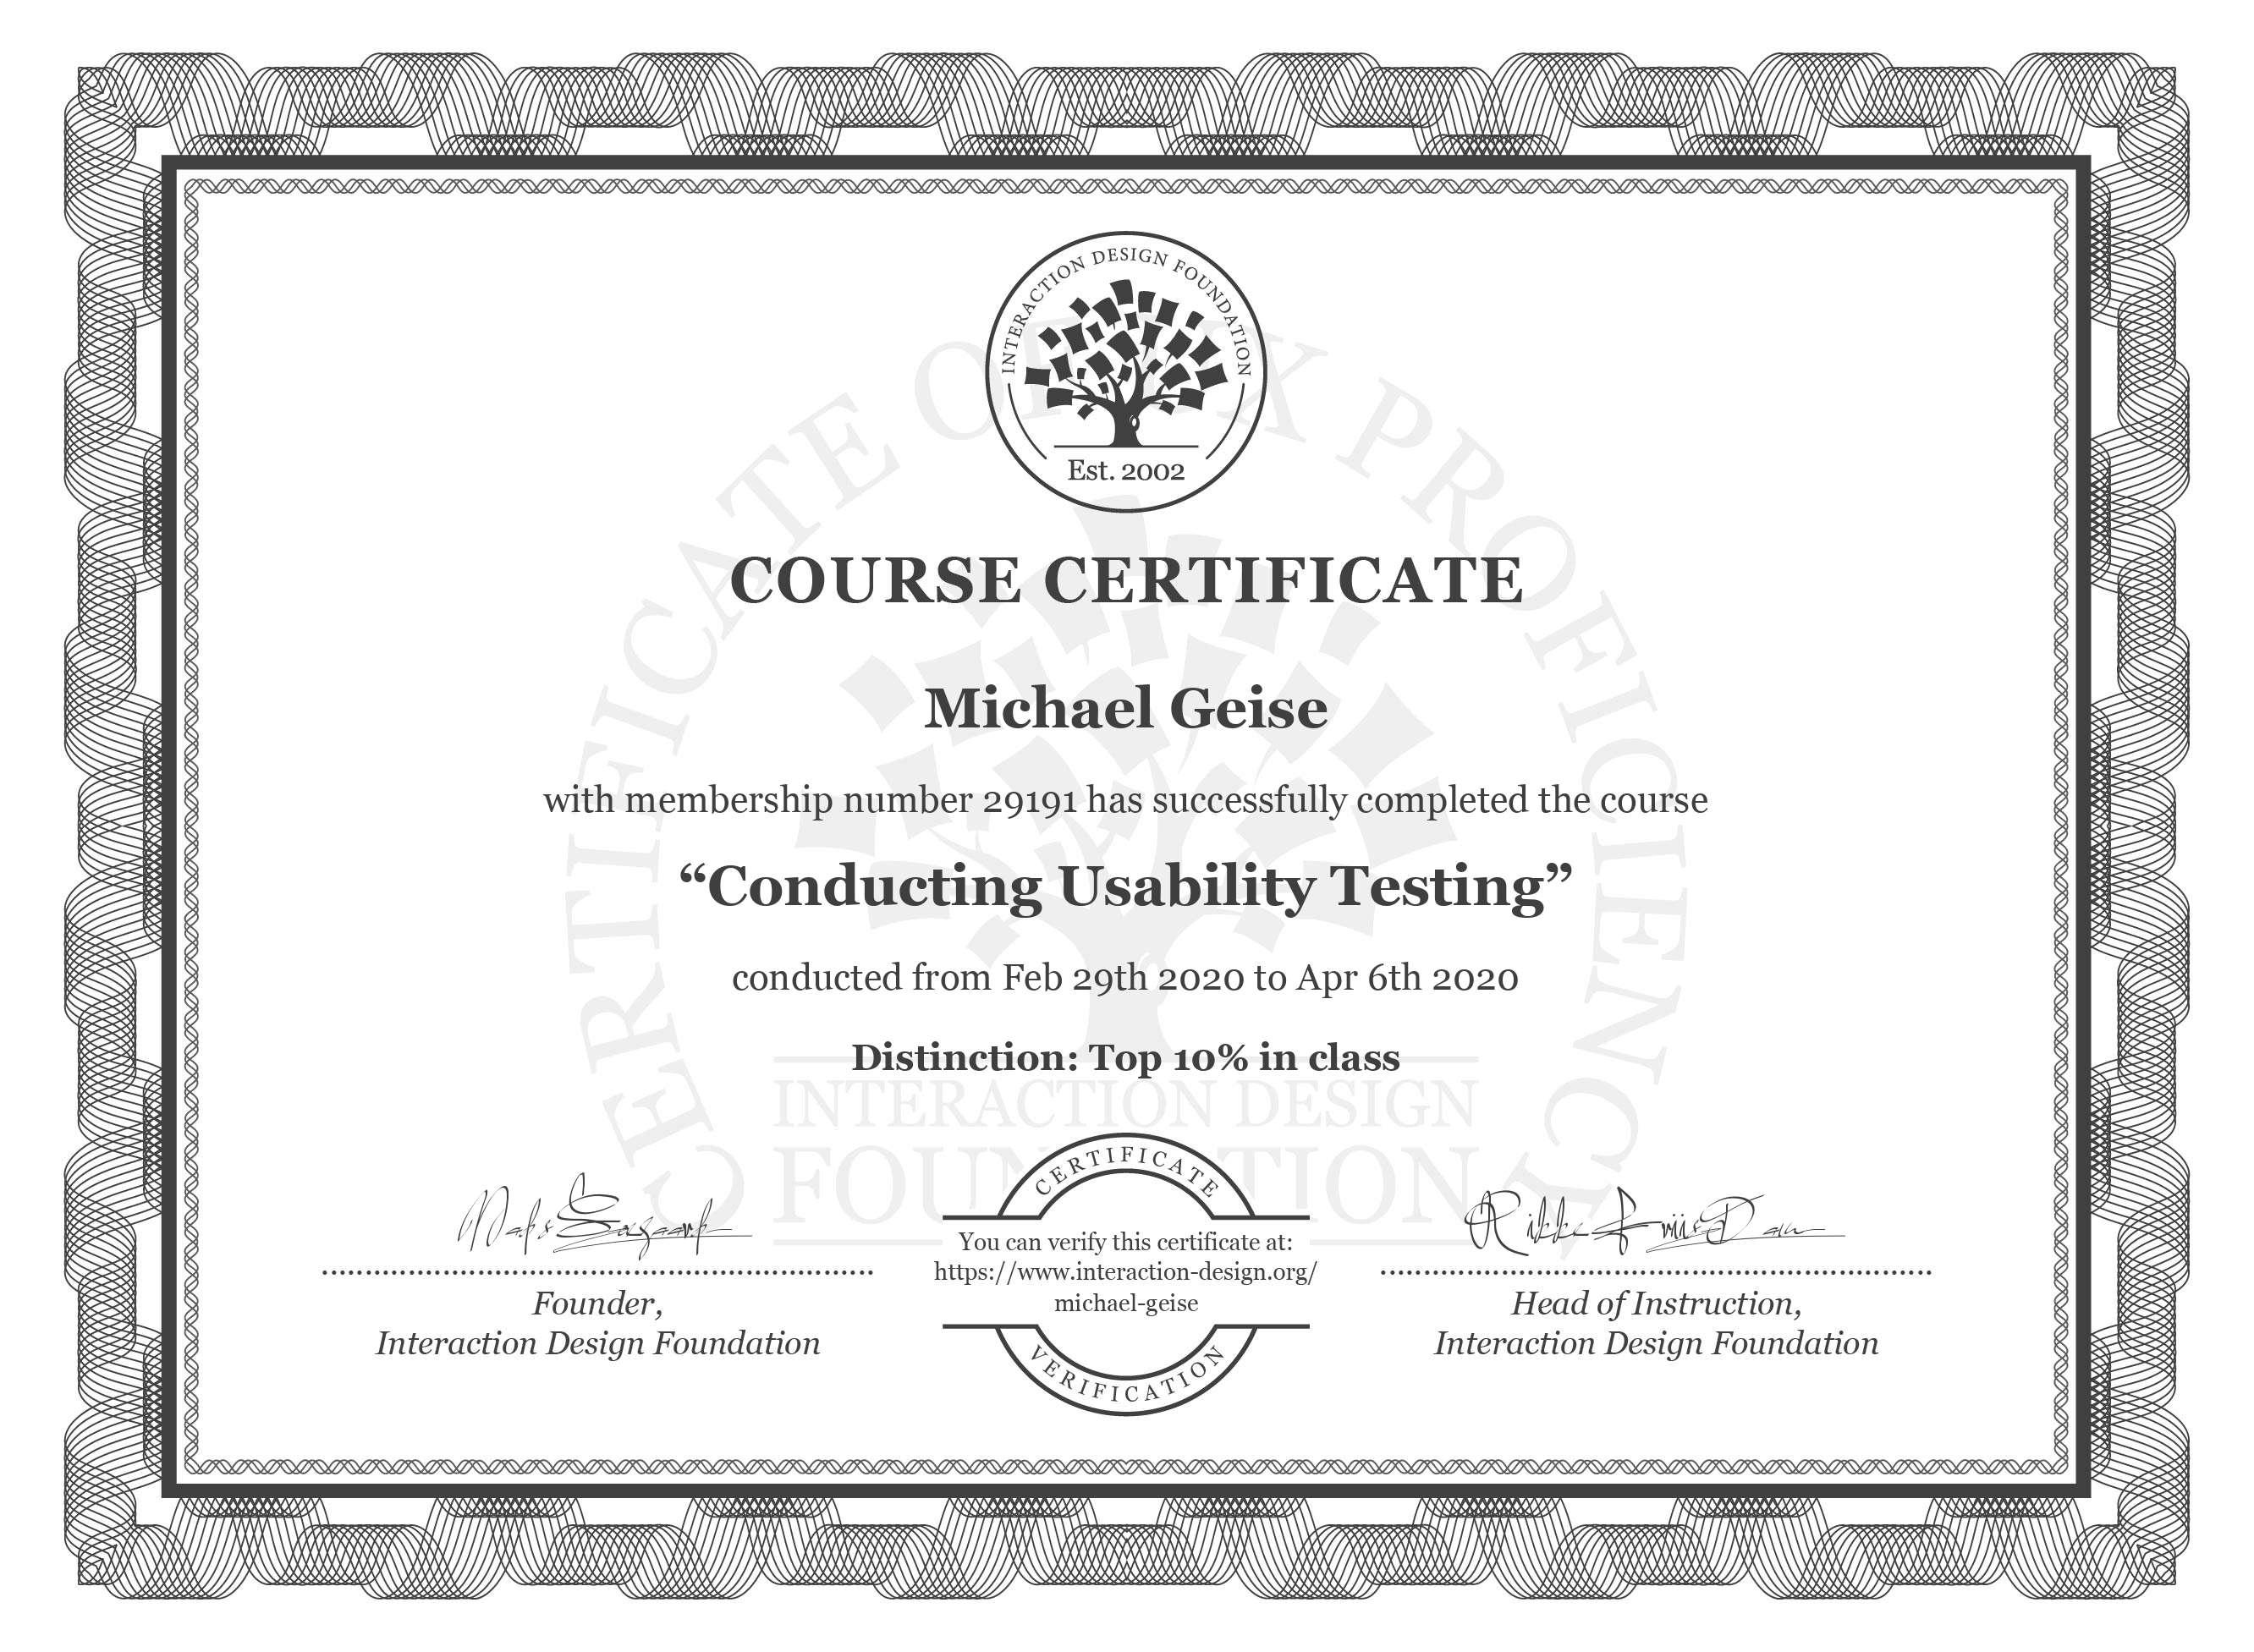 INTERACTION DESIGN FOUNDATION
Est. 2002
CERTIFICATE OF UX PROFICIENCY
COURSE CERTIFICATE
Michael Geise
with membership number 29191 has successfully completed the course
“Conducting Usability Testing”
conducted from Feb 29th 2020 to Apr 6th 2020
Distinction: Top 10% in class
INTERACTION DESIGN
FOUNDATION
CERTIFICATE
You can verify this certificate at:
https://www.interaction-design.org/
michael-geise
VERIFICATION
Founder,
Interaction Design Foundation
Rikke Friis Dam
Head of Instruction,
Interaction Design Foundation